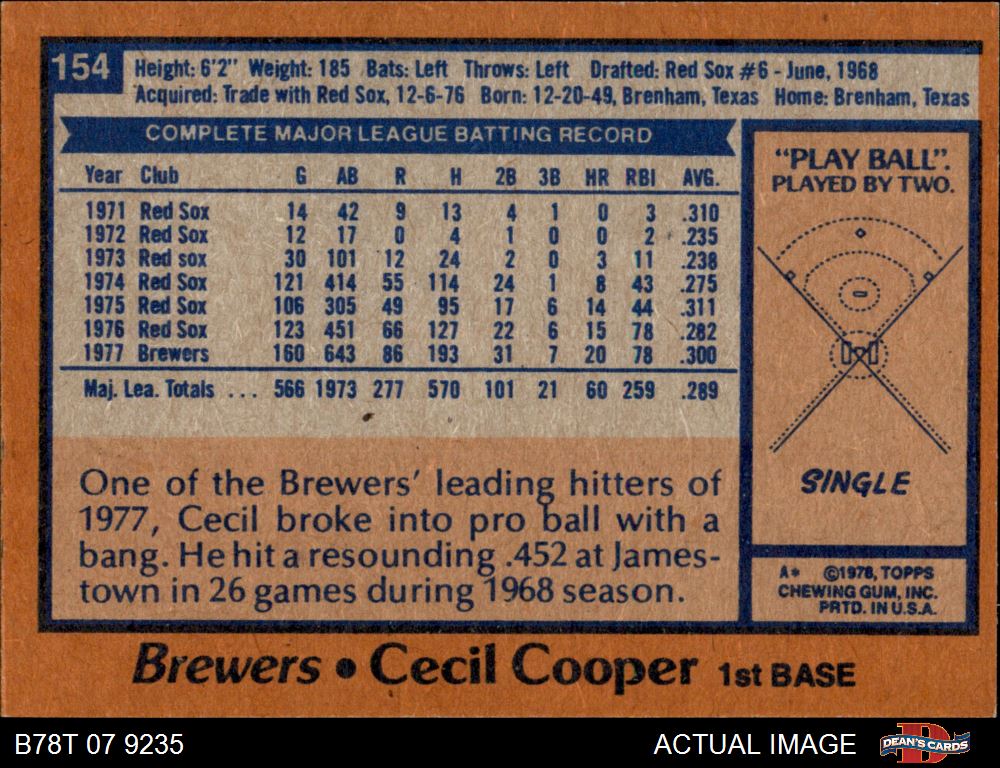 154
Height: 6'2" Weight: 185 Bats: Left Throws: Left Drafted: Red Sox #6 - June, 1968
Acquired: Trade with Red Sox, 12-6-76 Born: 12-20-49, Brenham, Texas Home: Brenham, Texas
COMPLETE MAJOR LEAGUE BATTING RECORD
Year Club G AB R H 2B 3B HR RBI AVG.
1971 Red Sox 14 42 9 13 4 1 0 3 .310
1972 Red Sox 12 17 0 4 1 0 0 2 .235
1973 Red sox 30 101 12 24 2 0 3 11 .238
1974 Red Sox 121 414 55 114 24 1 8 43 .275
1975 Red Sox 106 305 49 95 17 6 14 44 .311
1976 Red Sox 123 451 66 127 22 6 15 78 .282
1977 Brewers 160 643 86 193 31 7 20 78 .300
Maj. Lea. Totals ... 566 1973 277 570 101 21 60 259 .289
One of the Brewers' leading hitters of
1977, Cecil broke into pro ball with a
bang. He hit a resounding .452 at James-
town in 26 games during 1968 season.
"PLAY BALL".
PLAYED BY TWO.
SINGLE
A* ©1978, TOPPS
CHEWING GUM, INC.
PRTD. IN U.S.A.
Brewers • Cecil Cooper 1st BASE
B78T 07 9235
ACTUAL IMAGE
DEAN'S CARDS